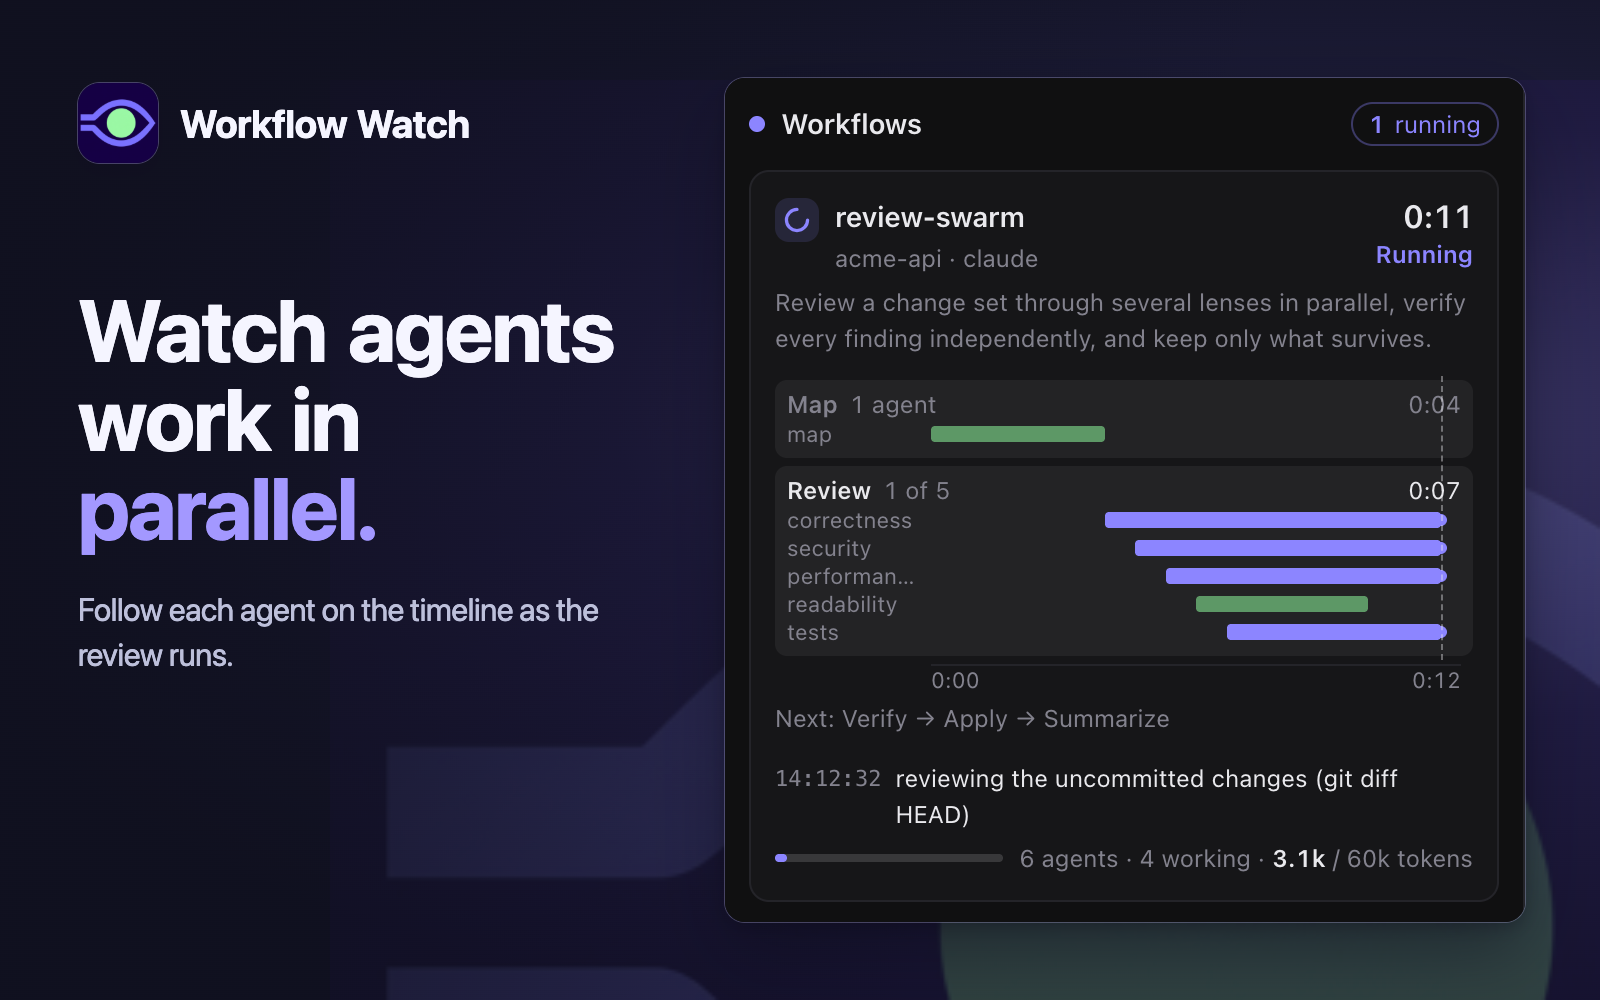 Workflow Watch
Watch agents
work in
parallel.
Follow each agent on the timeline as the
review runs.
Workflows
1 running
review-swarm
0:11
acme-api · claude
Running
Review a change set through several lenses in parallel, verify
every finding independently, and keep only what survives.
Map 1 agent
0:04
map
Review 1 of 5
0:07
correctness
security
performan...
readability
tests
0:00
0:12
Next: Verify → Apply → Summarize
14:12:32 reviewing the uncommitted changes (git diff
HEAD)
6 agents · 4 working · 3.1k / 60k tokens